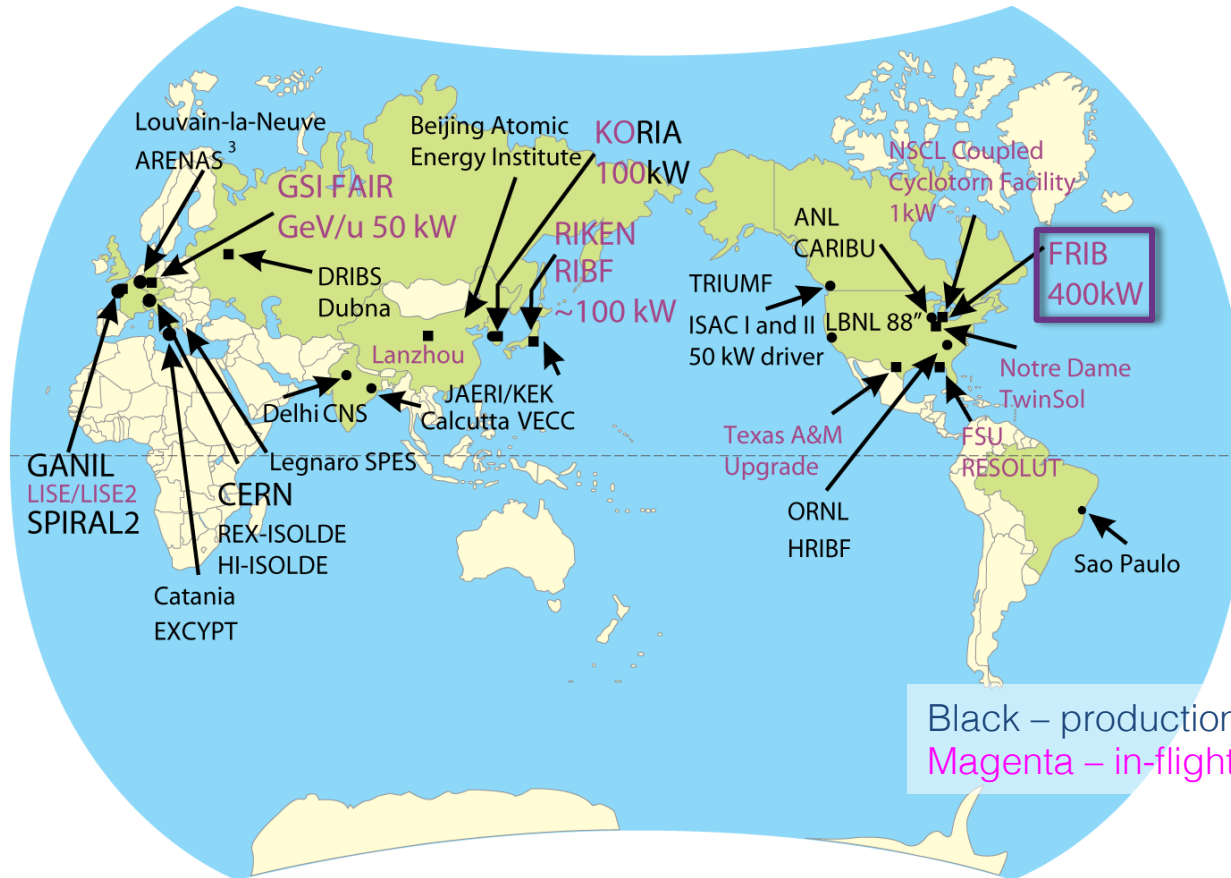 Louvain-la-Neuve
ARENAS 3
GSI FAIR
GeV/u 50 kW
Beijing Atomic
Energy Institute
KORIA
100kW
RIKEN
RIBF
~100 kW
DRIBS
Dubna
Lanzhou
Delhi CNS
JAERI/KEK
Calcutta VECC
GANIL
LISE/LISE2
SPIRAL2
Legnaro SPES
CERN
REX-ISOLDE
HI-ISOLDE
Catania
EXCYPT
NSCL Coupled
Cyclotorn Facility
1kW
ANL
CARIBU
FRIB
400kW
TRIUMF
ISAC I and II
50 kW driver
LBNL 88”
Notre Dame
TwinSol
Texas A&M
Upgrade
FSU
RESOLUT
ORNL
HRIBF
Sao Paulo
Black – production
Magenta – in-flight